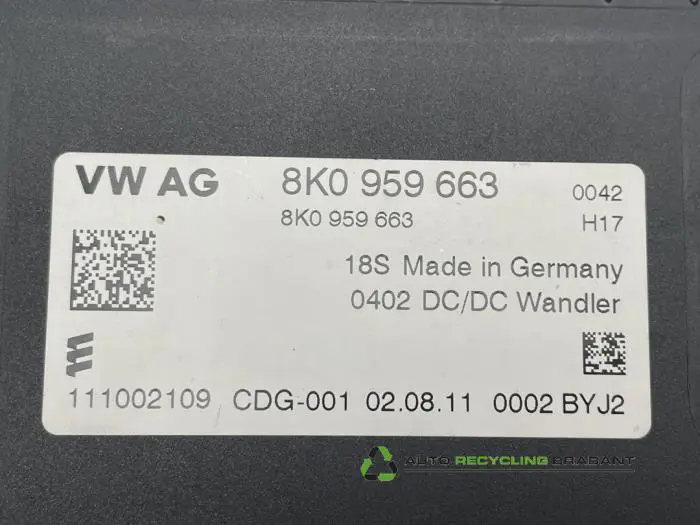 VW AG 8K0 959 663 0042
8K0 959 663 H17
18S Made in Germany
0402 DC/DC Wandler
111002109 CDG-001 02.08.11 0002 BYJ2
AUTO RECYCLING BRABANT